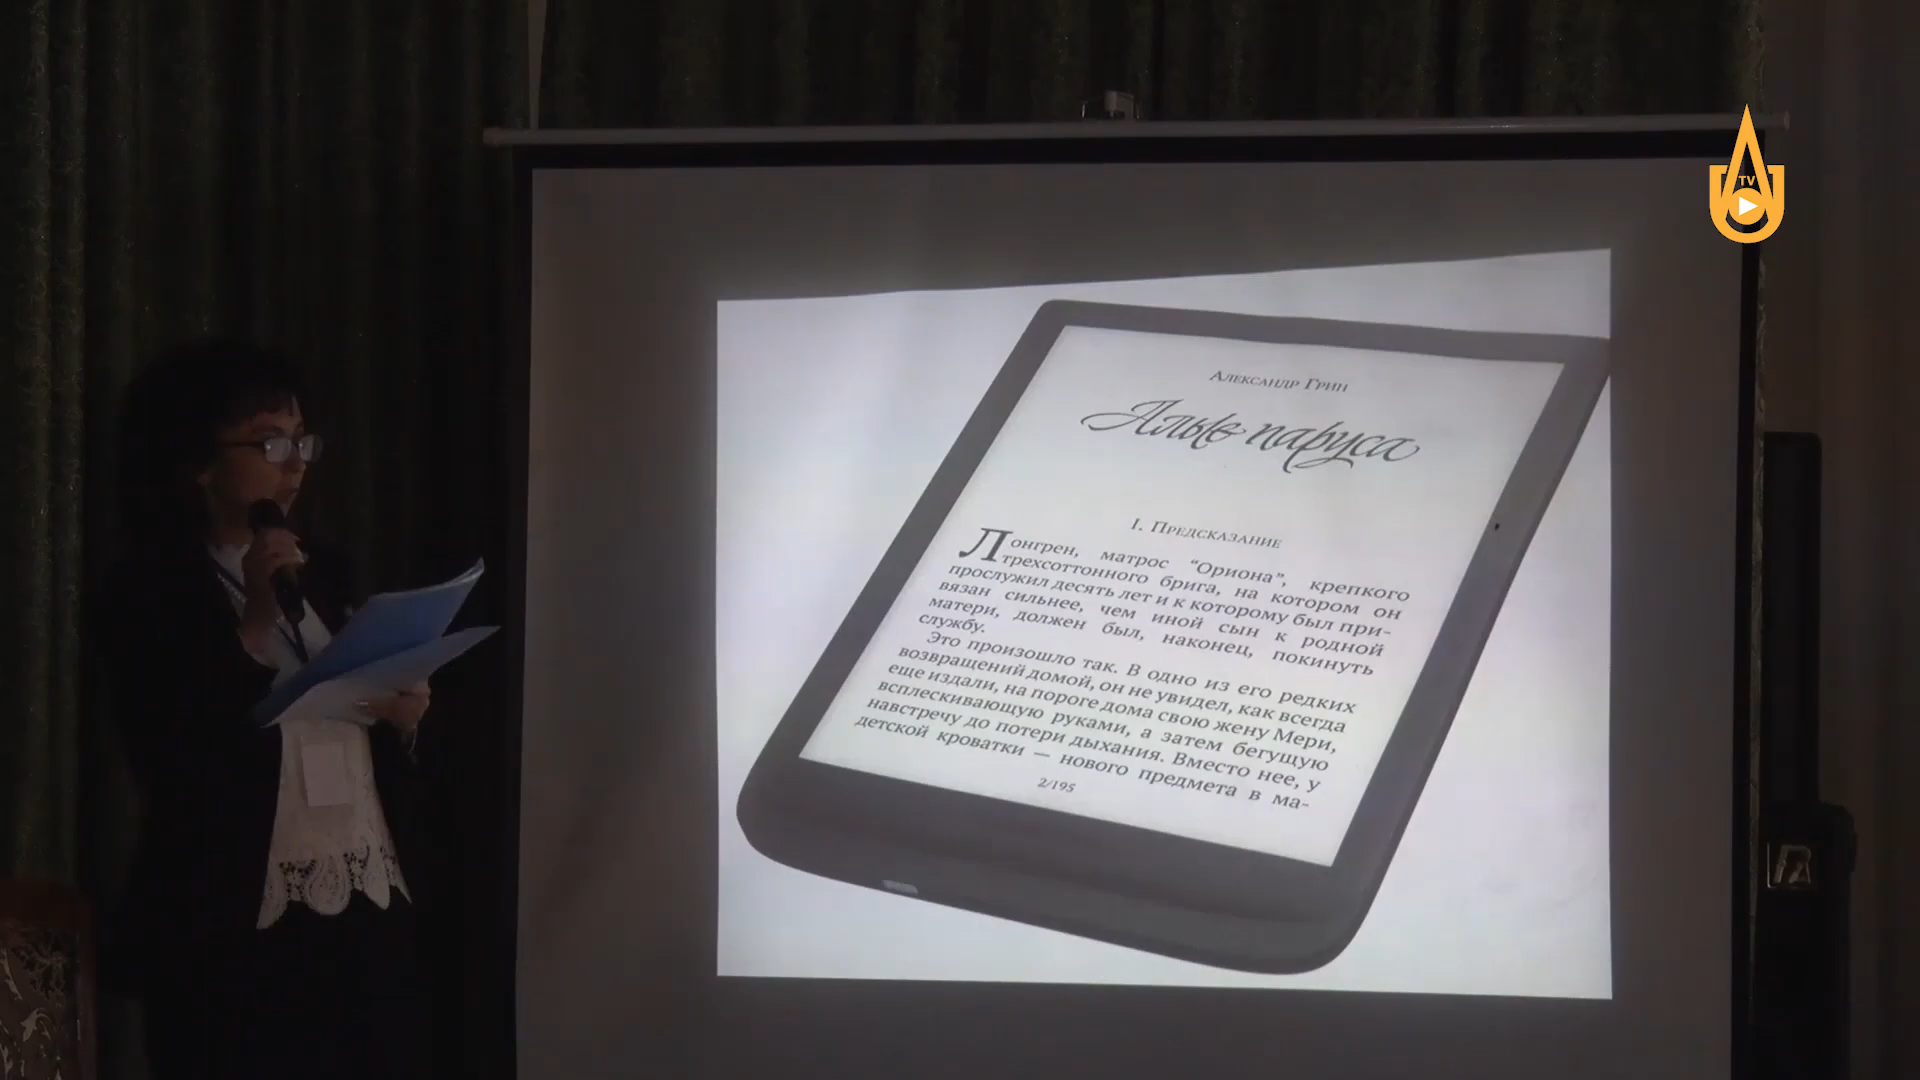 TV
Александр Грин
Алые паруса
I. Предсказание
Лонгрен, матрос “Ориона”, крепкого
трехсоттонного брига, на котором он
прослужил десять лет и к которому был при-
вязан сильнее, чем иной сын к родной
матери, должен был, наконец, покинуть
службу.
Это произошло так. В одно из его редких
возвращений домой, он не увидел, как всегда
еще издали, на пороге дома свою жену Мери,
всплескивающую руками, а затем бегущую
навстречу до потери дыхания. Вместо нее, у
детской кроватки — нового предмета в ма-
2/195